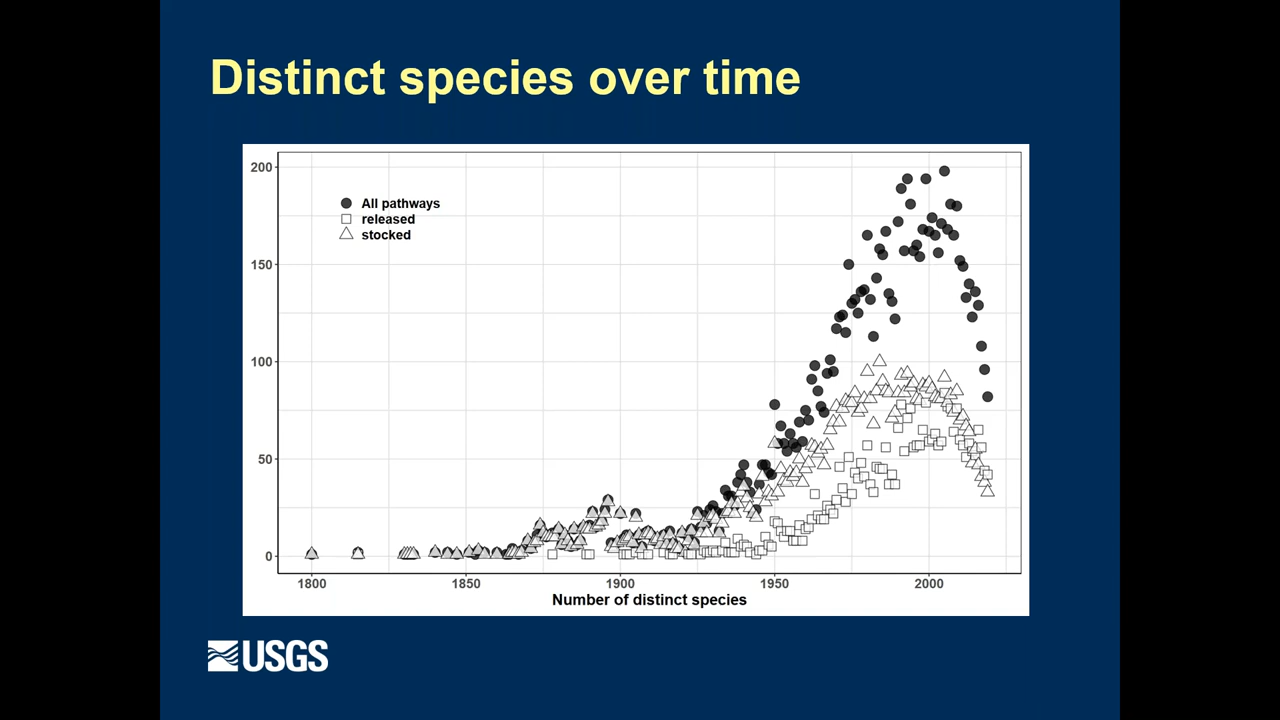 Distinct species over time
200
150
100
50
0
All pathways
released
stocked
1800 1850 1900 1950 2000
Number of distinct species
USGS